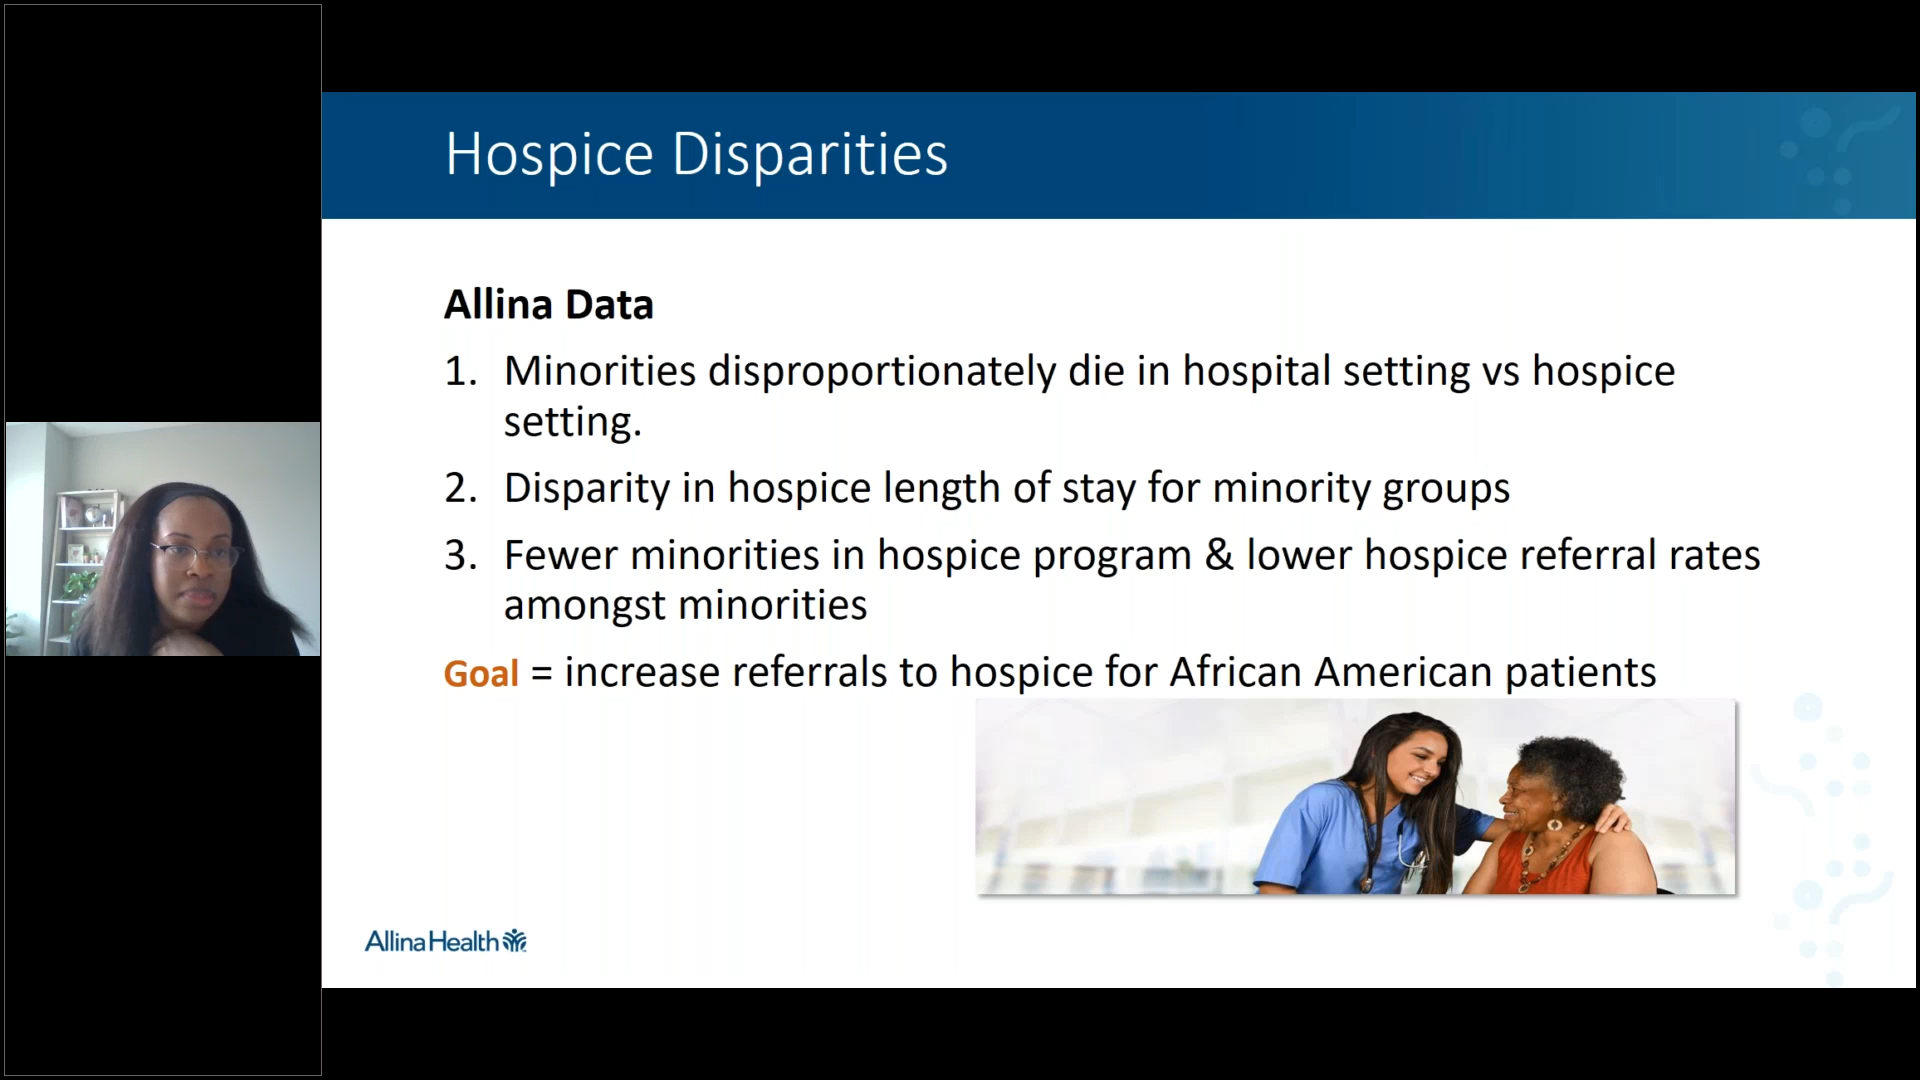 Hospice Disparities
Allina Data
1. Minorities disproportionately die in hospital setting vs hospice
setting.
2. Disparity in hospice length of stay for minority groups
3. Fewer minorities in hospice program & lower hospice referral rates
amongst minorities
Goal = increase referrals to hospice for African American patients
Allina Health